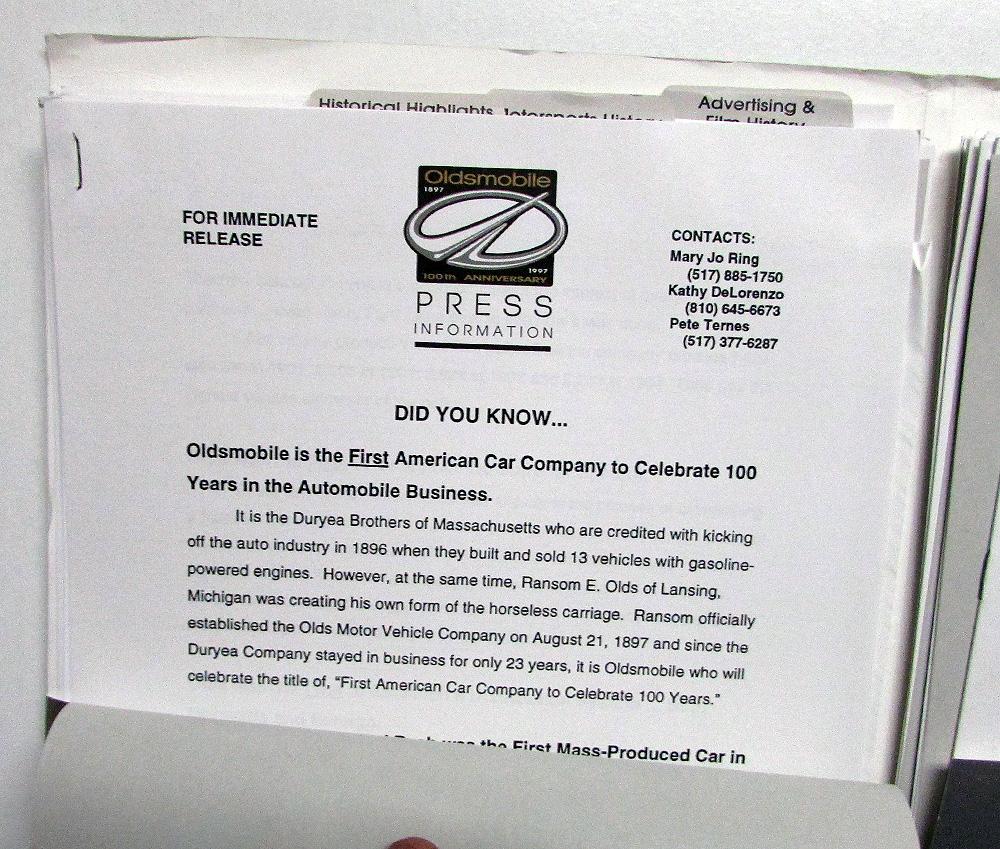 Historical Highlights
Motorsports History
Advertising &
Film History
Oldsmobile
1897
1997
100th ANNIVERSARY
PRESS
INFORMATION
FOR IMMEDIATE
RELEASE
CONTACTS:
Mary Jo Ring
(517) 885-1750
Kathy DeLorenzo
(810) 645-6673
Pete Ternes
(517) 377-6287
DID YOU KNOW...
Oldsmobile is the First American Car Company to Celebrate 100
Years in the Automobile Business.
It is the Duryea Brothers of Massachusetts who are credited with kicking
off the auto industry in 1896 when they built and sold 13 vehicles with gasoline-
powered engines. However, at the same time, Ransom E. Olds of Lansing,
Michigan was creating his own form of the horseless carriage. Ransom officially
established the Olds Motor Vehicle Company on August 21, 1897 and since the
Duryea Company stayed in business for only 23 years, it is Oldsmobile who will
celebrate the title of, “First American Car Company to Celebrate 100 Years.”
was the First Mass-Produced Car in